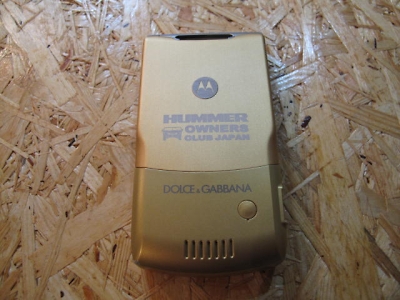 HUMMER
OWNERS
CLUB JAPAN
DOLCE & GABBANA